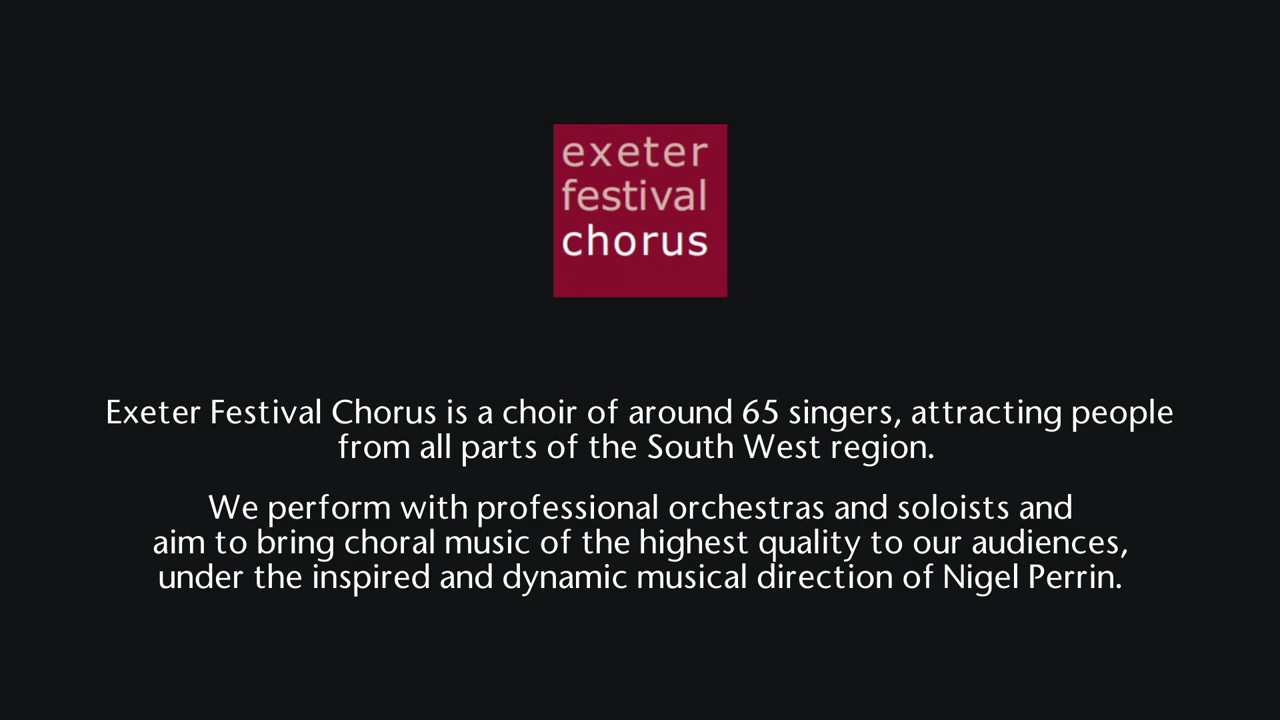 exeter
festival
chorus
Exeter Festival Chorus is a choir of around 65 singers, attracting people
from all parts of the South West region.
We perform with professional orchestras and soloists and
aim to bring choral music of the highest quality to our audiences,
under the inspired and dynamic musical direction of Nigel Perrin.